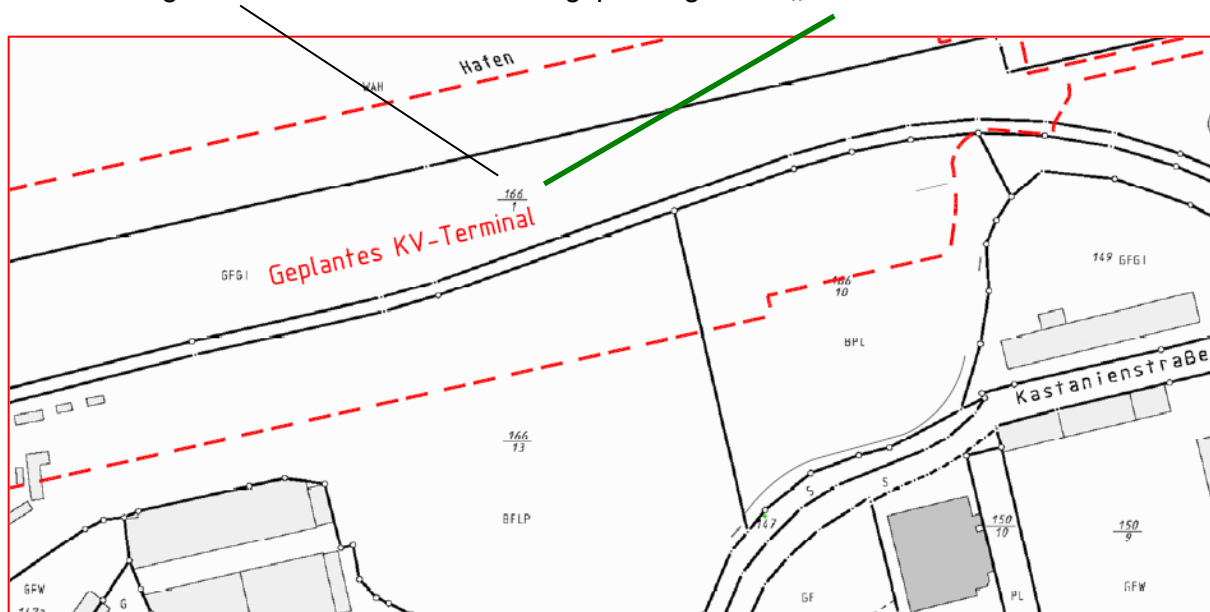 Hafen
WAH
166
1
Geplantes KV-Terminal
GFGI
149 GFGI
166
10
BPL
Kastanienstraße
166
13
BFLP
S
S
147
150
10
150
9
GFW
G
GF
PL
GFW